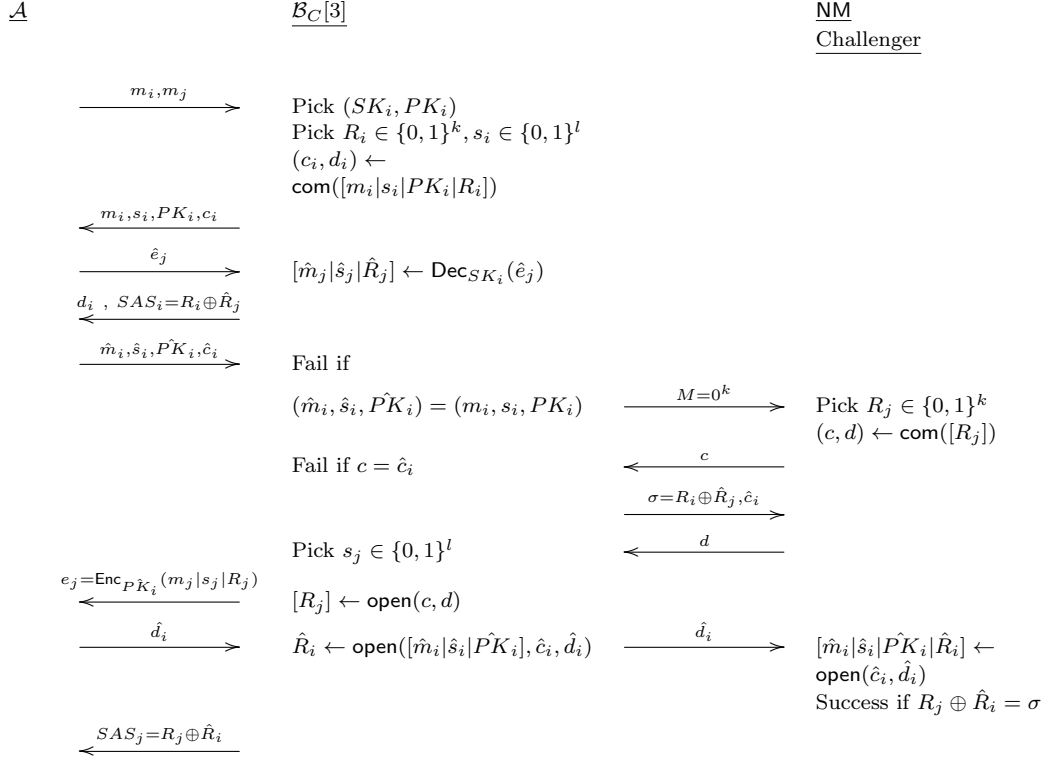 𝒜 ℬ_C[3] NM
Challenger
m_i, m_j Pick (SK_i, PK_i)
Pick R_i ∈ {0, 1}^k, s_i ∈ {0, 1}^l
(c_i, d_i) ←
com([m_i|s_i|PK_i|R_i])
m_i, s_i, PK_i, c_i
ê_j [m̂_j|ŝ_j|R̂_j] ← Dec_{SK_i}(ê_j)
d_i , SAS_i=R_i⊕R̂_j
m̂_i, ŝ_i, P̂K_i, ĉ_i Fail if
(m̂_i, ŝ_i, P̂K_i) = (m_i, s_i, PK_i) M=0^k Pick R_j ∈ {0, 1}^k
(c, d) ← com([R_j])
Fail if c = ĉ_i c
σ=R_i⊕R̂_j, ĉ_i
Pick s_j ∈ {0, 1}^l d
e_j=Enc_{P̂K_i}(m_j|s_j|R_j) [R_j] ← open(c, d)
d̂_i R̂_i ← open([m̂_i|ŝ_i|P̂K_i], ĉ_i, d̂_i) d̂_i [m̂_i|ŝ_i|P̂K_i|R̂_i] ←
open(ĉ_i, d̂_i)
Success if R_j ⊕ R̂_i = σ
SAS_j=R_j⊕R̂_i